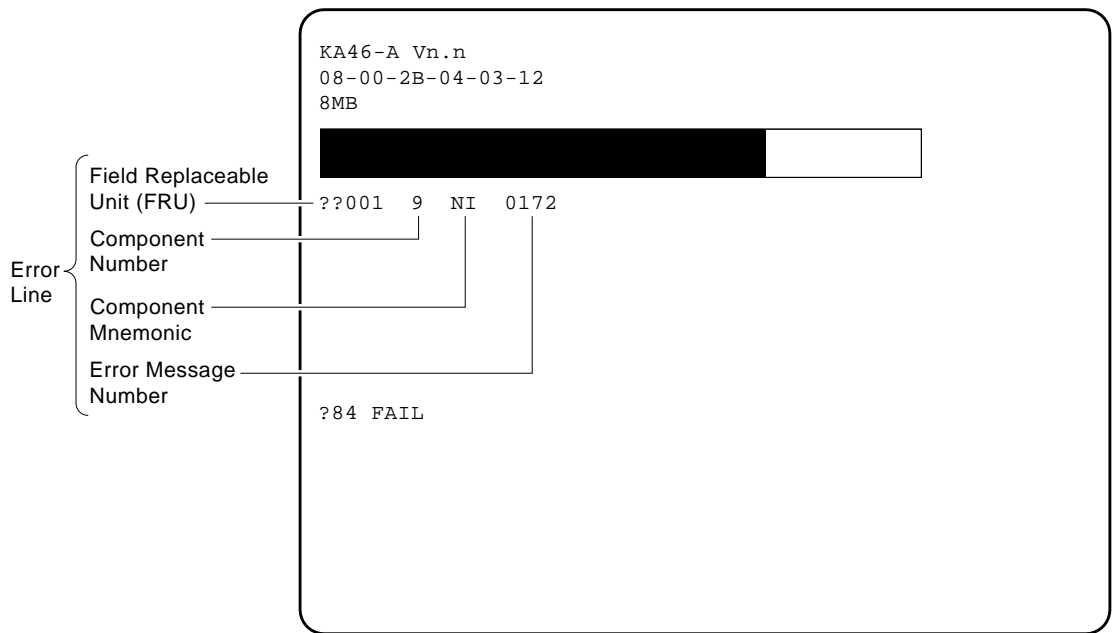 KA46-A Vn.n
08-00-2B-04-03-12
8MB
Error
Line
Field Replaceable
Unit (FRU)
Component
Number
Component
Mnemonic
Error Message
Number
??001 9 NI 0172
?84 FAIL